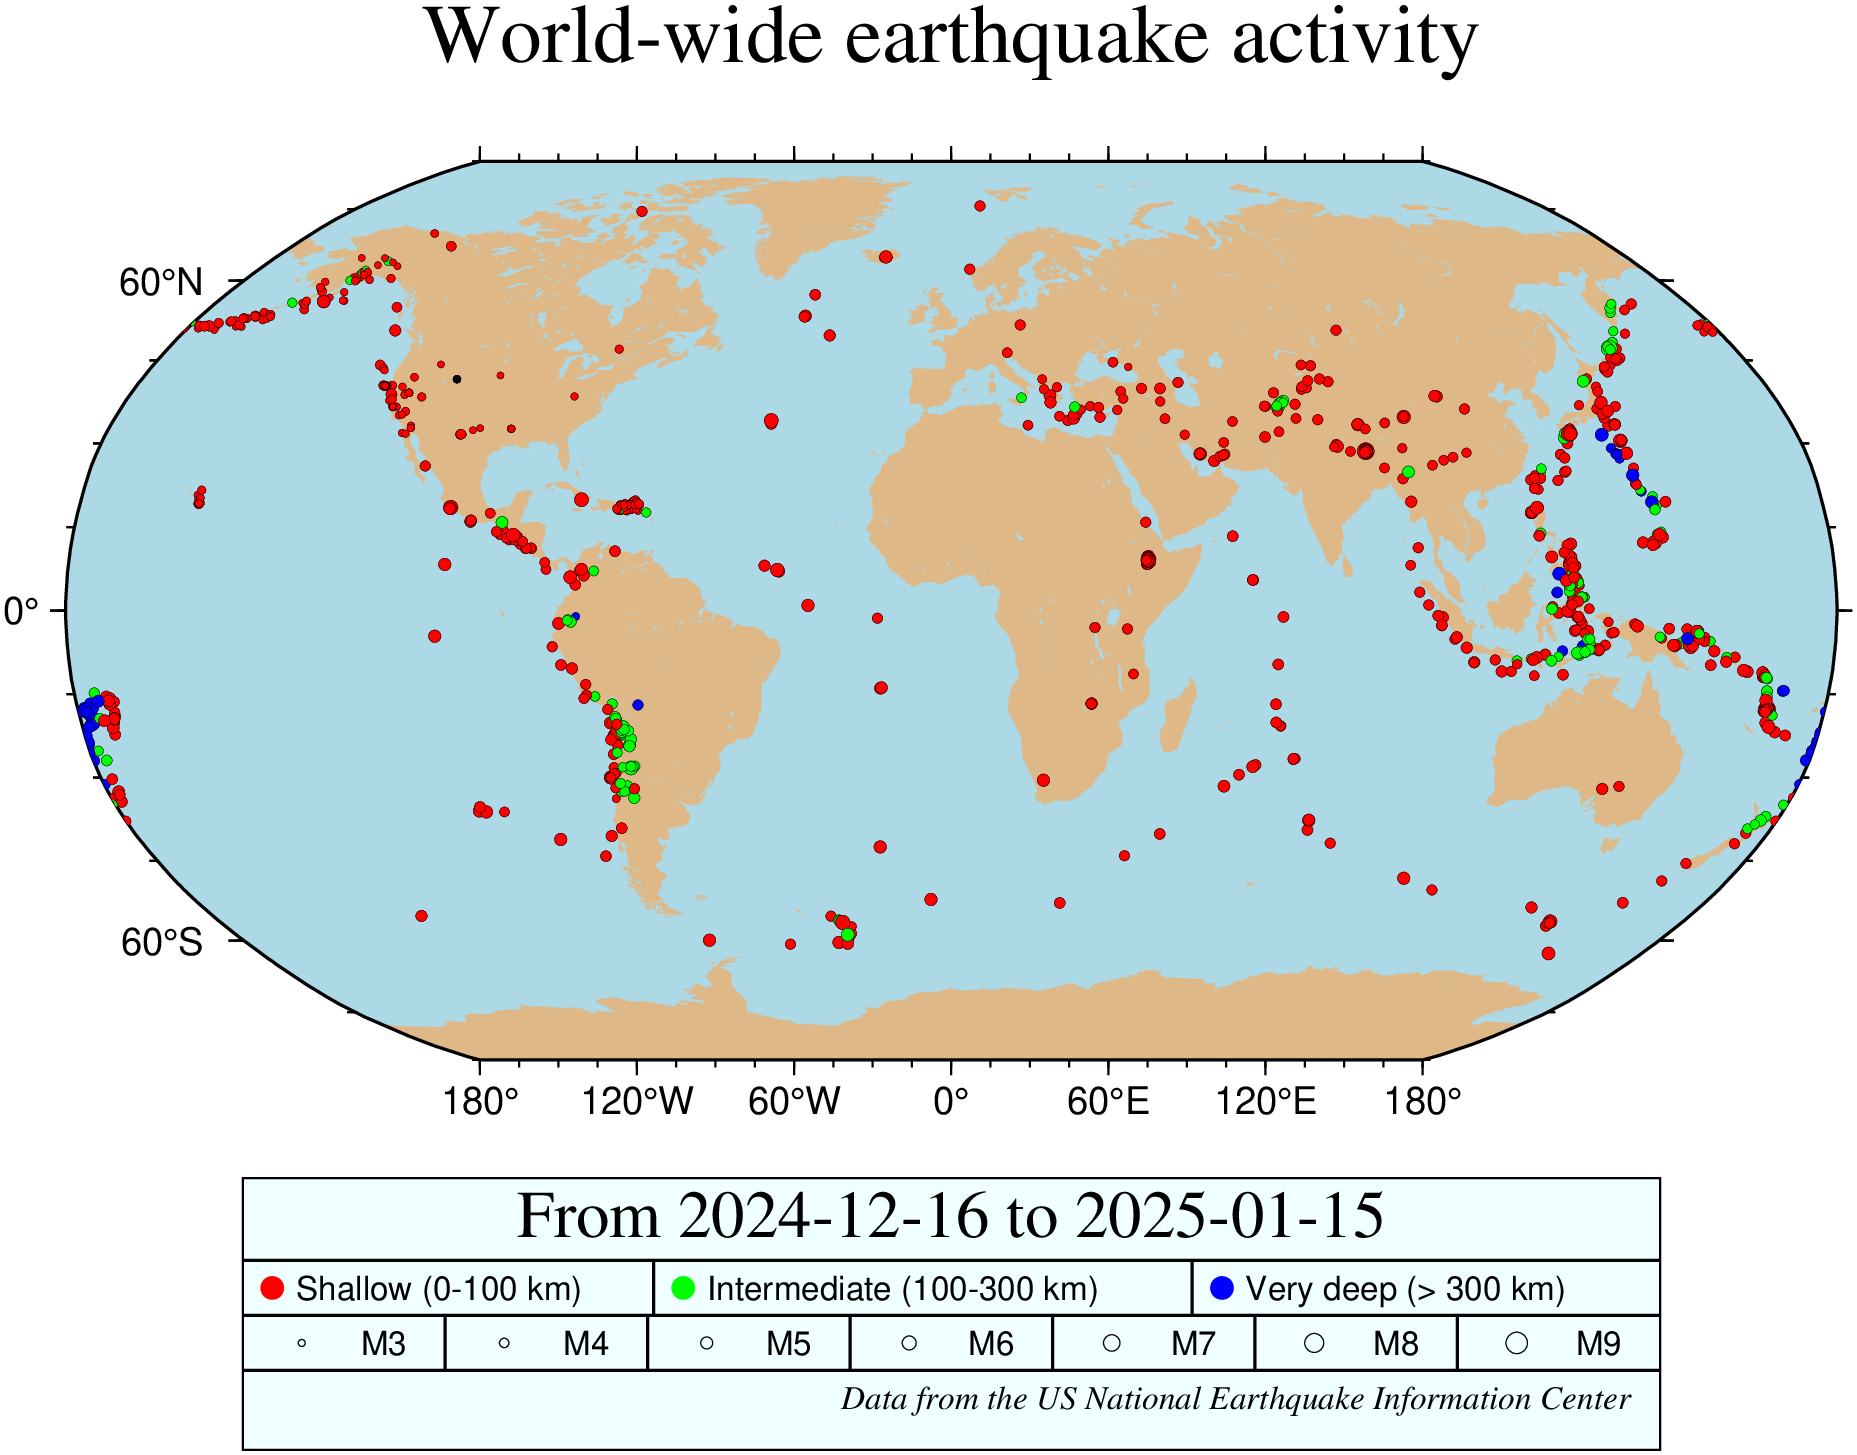 World-wide earthquake activity
60°N
0°
60°S
180° 120°W 60°W 0° 60°E 120°E 180°
From 2024-12-16 to 2025-01-15
Shallow (0-100 km) Intermediate (100-300 km) Very deep (> 300 km)
M3 M4 M5 M6 M7 M8 M9
Data from the US National Earthquake Information Center